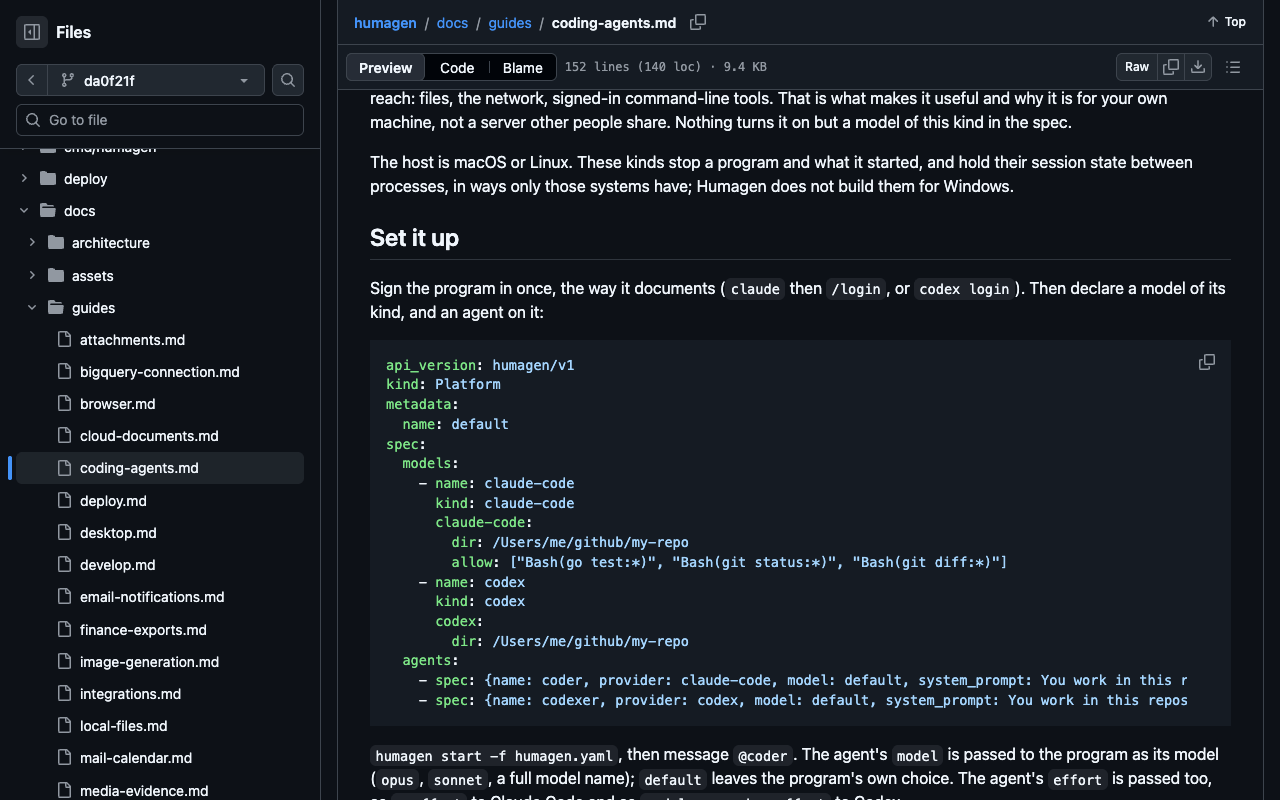 Files
humagen / docs / guides / coding-agents.md
Top
da0f21f
Preview Code Blame 152 lines (140 loc) · 9.4 KB
Raw
Go to file
cmd/humagen
deploy
docs
architecture
assets
guides
attachments.md
bigquery-connection.md
browser.md
cloud-documents.md
coding-agents.md
deploy.md
desktop.md
develop.md
email-notifications.md
finance-exports.md
image-generation.md
integrations.md
local-files.md
mail-calendar.md
media-evidence.md
reach: files, the network, signed-in command-line tools. That is what makes it useful and why it is for your own
machine, not a server other people share. Nothing turns it on but a model of this kind in the spec.
The host is macOS or Linux. These kinds stop a program and what it started, and hold their session state between
processes, in ways only those systems have; Humagen does not build them for Windows.
Set it up
Sign the program in once, the way it documents ( claude then /login , or codex login ). Then declare a model of its
kind, and an agent on it:
api_version: humagen/v1
kind: Platform
metadata:
  name: default
spec:
  models:
    - name: claude-code
      kind: claude-code
      claude-code:
        dir: /Users/me/github/my-repo
        allow: ["Bash(go test:*)", "Bash(git status:*)", "Bash(git diff:*)"]
    - name: codex
      kind: codex
      codex:
        dir: /Users/me/github/my-repo
  agents:
    - spec: {name: coder, provider: claude-code, model: default, system_prompt: You work in this r
    - spec: {name: codexer, provider: codex, model: default, system_prompt: You work in this repos
humagen start -f humagen.yaml , then message @coder . The agent's model is passed to the program as its model
( opus , sonnet , a full model name); default leaves the program's own choice. The agent's effort is passed too,
to Claude Code and as
to Codex